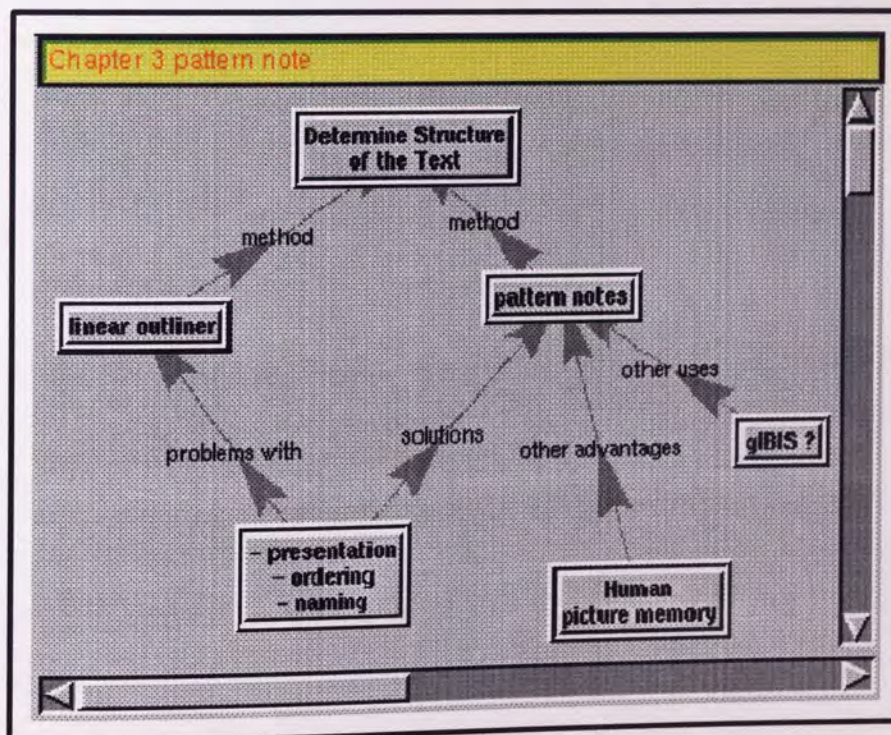 Chapter 3 pattern note
Determine Structure
of the Text
method
method
linear outliner
pattern notes
other uses
gIBIS ?
problems with
solutions
other advantages
– presentation
– ordering
– naming
Human
picture memory